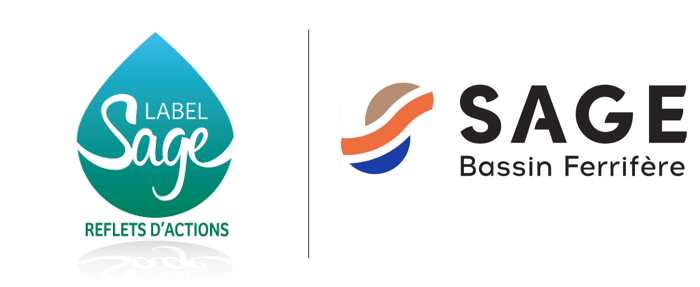 LABEL
Sage
REFLETS D'ACTIONS
SAGE
Bassin Ferrifère